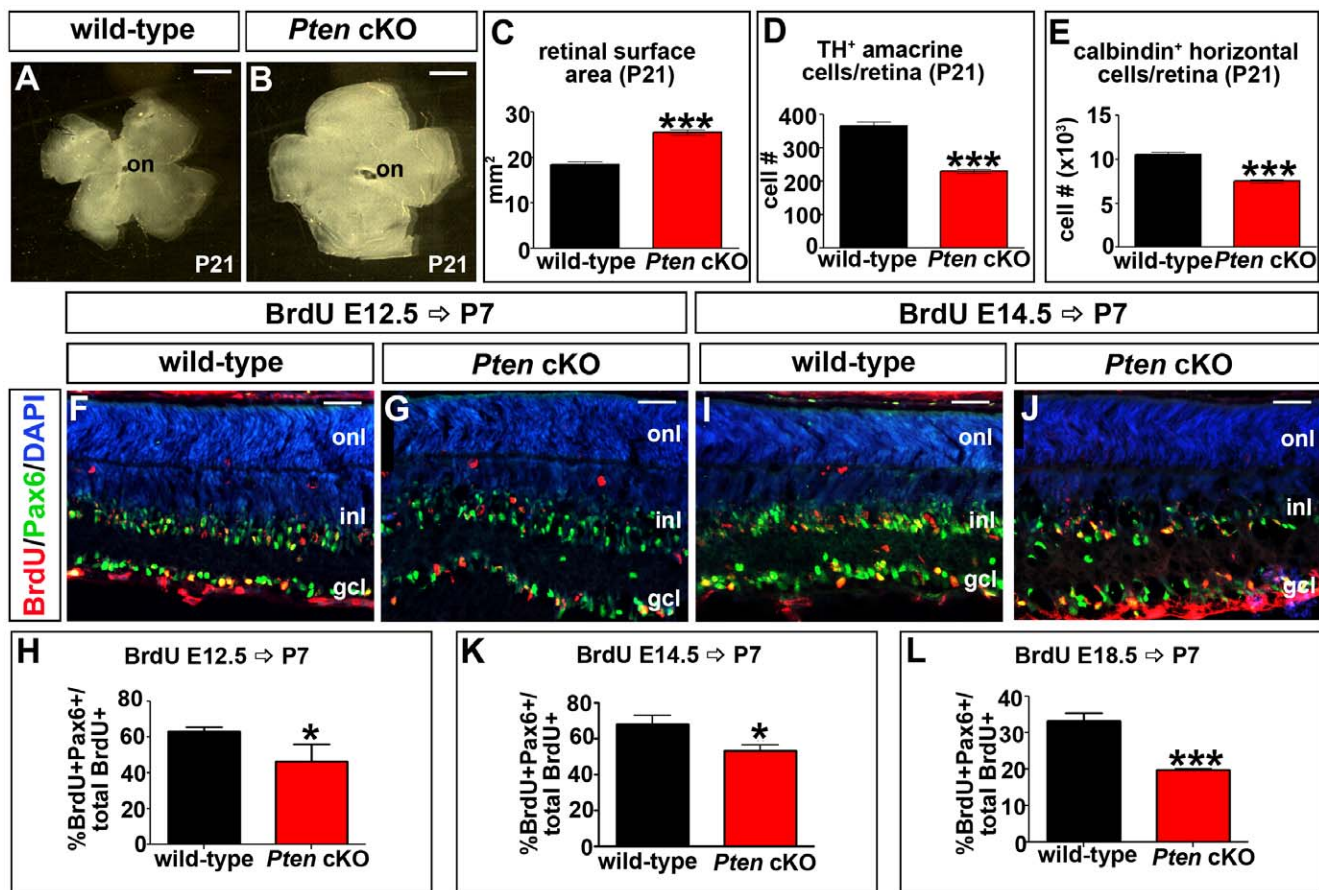 wild-type
Pten cKO
A
on
P21
B
on
P21
C
retinal surface
area (P21)
mm²
30
20
10
0
***
wild-type Pten cKO
D
TH⁺ amacrine
cells/retina (P21)
cell #
400
300
200
100
0
***
wild-type Pten cKO
E
calbindin⁺ horizontal
cells/retina (P21)
cell # (x10³)
15
10
5
0
***
wild-type Pten cKO
BrdU E12.5 ⇨ P7
BrdU E14.5 ⇨ P7
wild-type
Pten cKO
wild-type
Pten cKO
BrdU/Pax6/DAPI
F
onl
inl
gcl
G
onl
inl
gcl
I
onl
inl
gcl
J
onl
inl
gcl
H
BrdU E12.5 ⇨ P7
%BrdU+Pax6+/
total BrdU+
80
60
40
20
0
*
wild-type Pten cKO
K
BrdU E14.5 ⇨ P7
%BrdU+Pax6+/
total BrdU+
80
60
40
20
0
*
wild-type Pten cKO
L
BrdU E18.5 ⇨ P7
%BrdU+Pax6+/
total BrdU+
40
30
20
10
0
***
wild-type Pten cKO